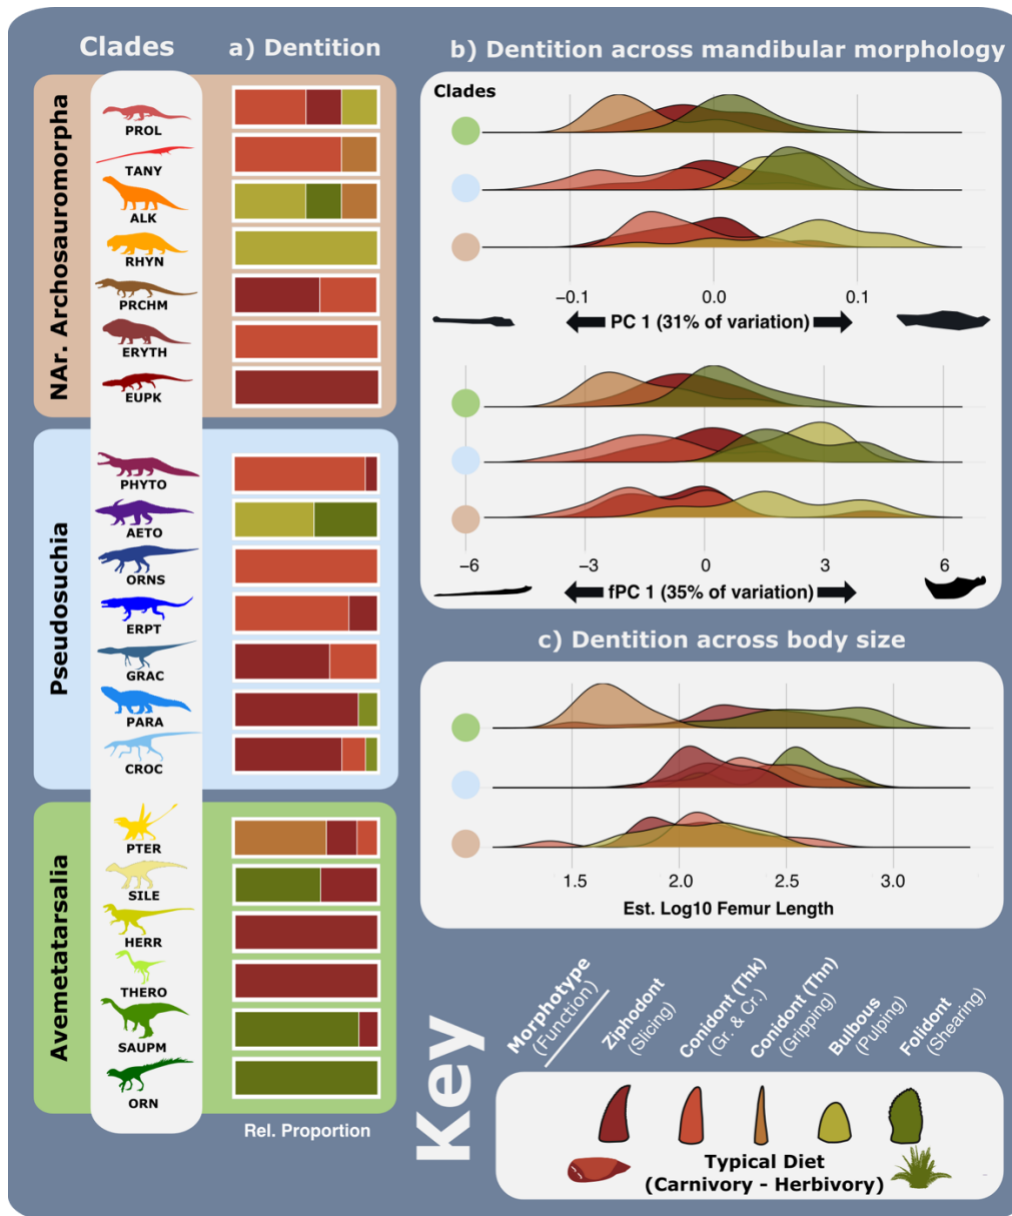 Clades
a) Dentition
NAr. Archosauromorpha
PROL
TANY
ALK
RHYN
PRCHM
ERYTH
EUPK
Pseudosuchia
PHYTO
AETO
ORNS
ERPT
GRAC
PARA
CROC
Avemetatarsalia
PTER
SILE
HERR
THERO
SAUPM
ORN
Rel. Proportion
b) Dentition across mandibular morphology
Clades
−0.1 0.0 0.1
PC 1 (31% of variation)
−6 −3 0 3 6
fPC 1 (35% of variation)
c) Dentition across body size
1.5 2.0 2.5 3.0
Est. Log10 Femur Length
Key
Morphotype
(Function)
Ziphodont
(Slicing)
Conidont (Thk)
(Gr. & Cr.)
Conidont (Thn)
(Gripping)
Bulbous
(Pulping)
Folidont
(Shearing)
Typical Diet
(Carnivory - Herbivory)